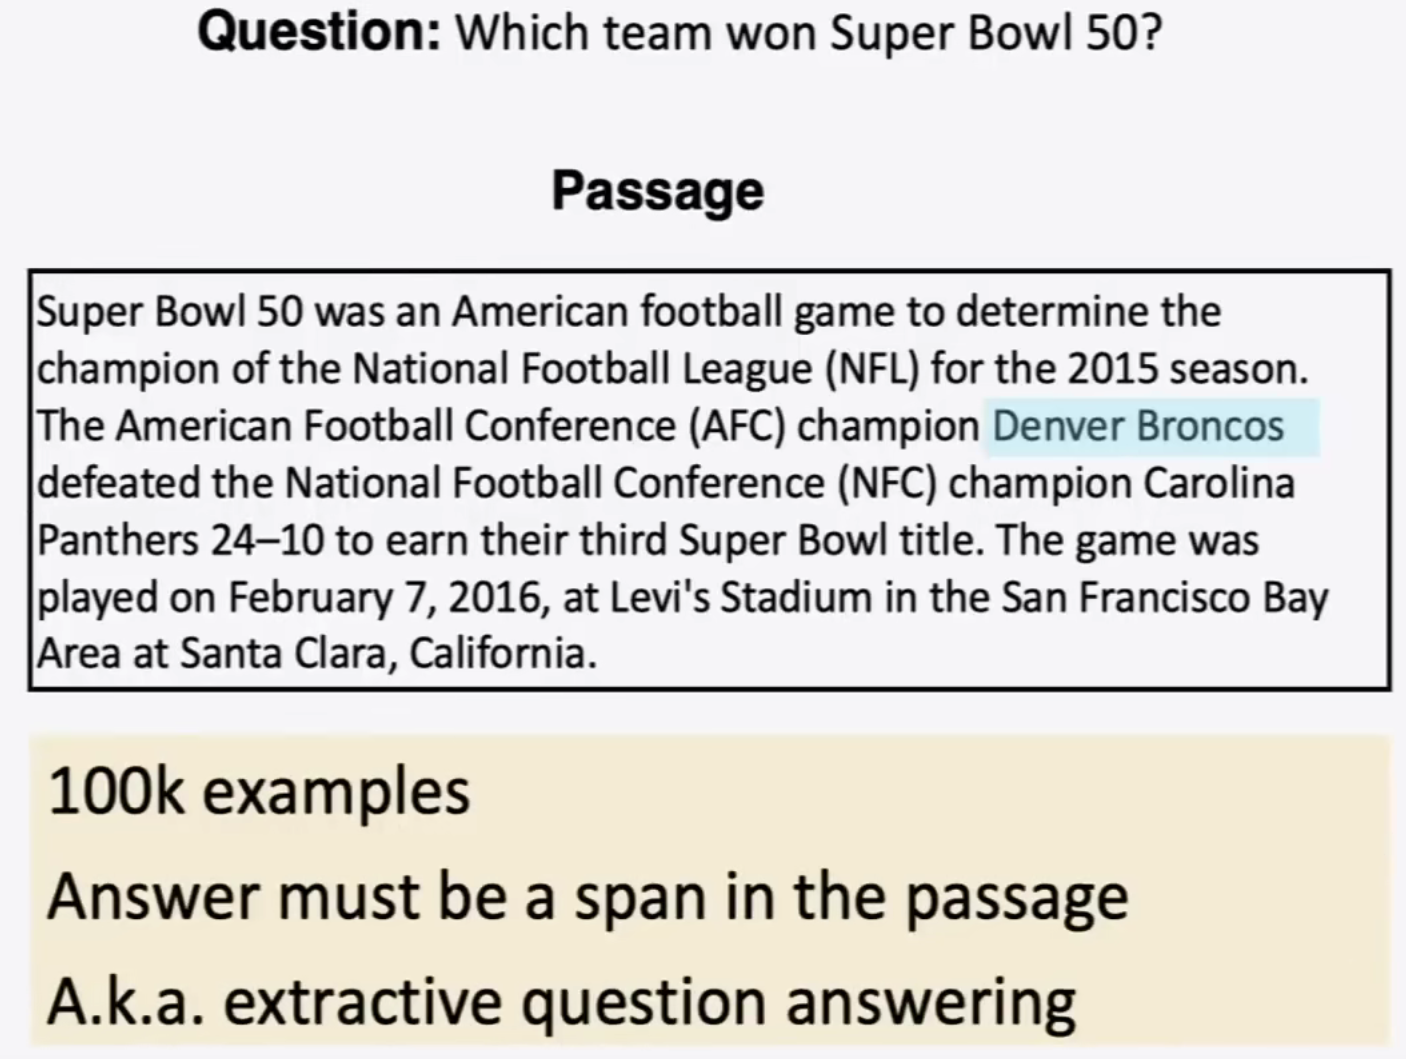 Question: Which team won Super Bowl 50?
Passage
Super Bowl 50 was an American football game to determine the
champion of the National Football League (NFL) for the 2015 season.
The American Football Conference (AFC) champion Denver Broncos
defeated the National Football Conference (NFC) champion Carolina
Panthers 24–10 to earn their third Super Bowl title. The game was
played on February 7, 2016, at Levi's Stadium in the San Francisco Bay
Area at Santa Clara, California.
100k examples
Answer must be a span in the passage
A.k.a. extractive question answering